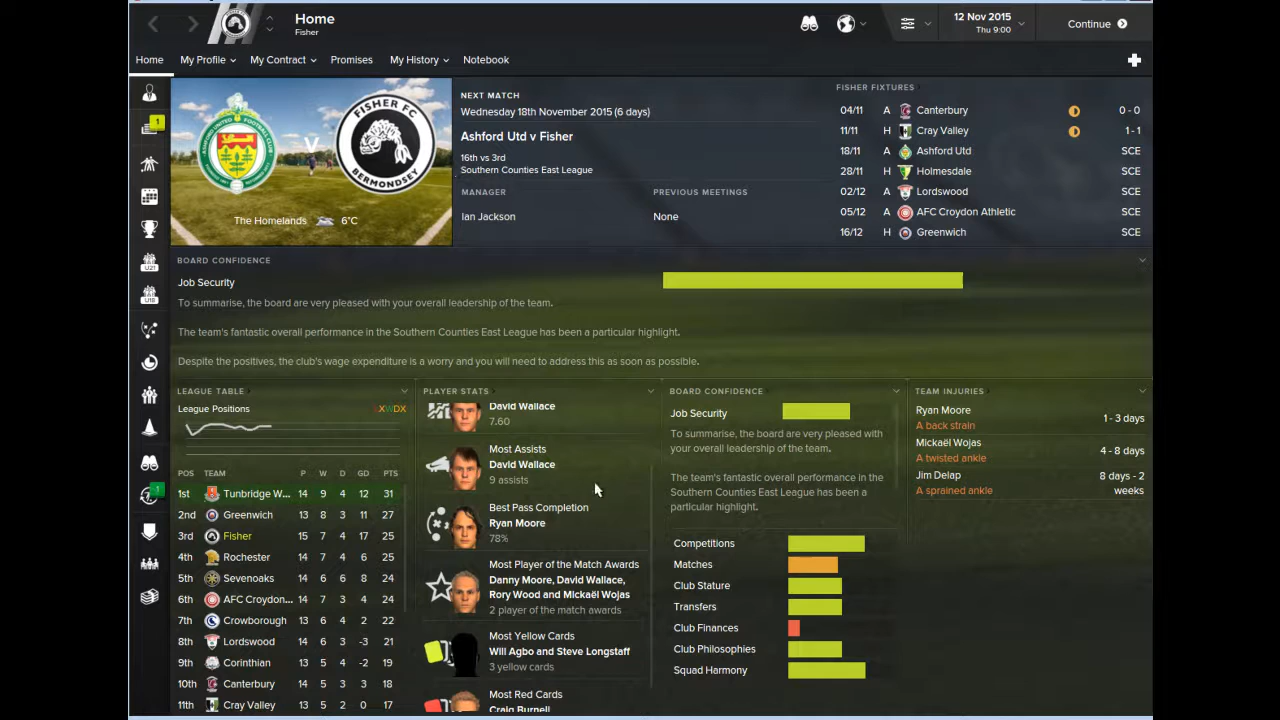 Home
Fisher
12 Nov 2015
Thu 9:00
Continue
Home My Profile My Contract Promises My History Notebook
1
U21
U18
1
ASHFORD UNITED FOOTBALL CLUB
V
FISHER FC
BERMONDSEY
The Homelands 6°C
NEXT MATCH
Wednesday 18th November 2015 (6 days)
Ashford Utd v Fisher
16th vs 3rd
Southern Counties East League
MANAGER PREVIOUS MEETINGS
Ian Jackson None
FISHER FIXTURES
04/11 A Canterbury 0 - 0
11/11 H Cray Valley 1 - 1
18/11 A Ashford Utd SCE
28/11 H Holmesdale SCE
02/12 A Lordswood SCE
05/12 A AFC Croydon Athletic SCE
16/12 H Greenwich SCE
BOARD CONFIDENCE
Job Security
To summarise, the board are very pleased with your overall leadership of the team.
The team's fantastic overall performance in the Southern Counties East League has been a particular highlight.
Despite the positives, the club's wage expenditure is a worry and you will need to address this as soon as possible.
LEAGUE TABLE
League Positions XWDX
POS TEAM P W D GD PTS
1st Tunbridge W... 14 9 4 12 31
2nd Greenwich 13 8 3 11 27
3rd Fisher 15 7 4 17 25
4th Rochester 14 7 4 6 25
5th Sevenoaks 14 6 6 8 24
6th AFC Croydon... 14 7 3 4 24
7th Crowborough 13 6 4 2 22
8th Lordswood 14 6 3 -3 21
9th Corinthian 13 5 4 -2 19
10th Canterbury 14 5 3 3 18
11th Cray Valley 13 5 2 0 17
PLAYER STATS
David Wallace
7.60
Most Assists
David Wallace
9 assists
Best Pass Completion
Ryan Moore
78%
Most Player of the Match Awards
Danny Moore, David Wallace,
Rory Wood and Mickaël Wojas
2 player of the match awards
Most Yellow Cards
Will Agbo and Steve Longstaff
3 yellow cards
Most Red Cards
Craig Burnell
BOARD CONFIDENCE
Job Security
To summarise, the board are very pleased with
your overall leadership of the team.
The team's fantastic overall performance in the
Southern Counties East League has been a
particular highlight.
Competitions
Matches
Club Stature
Transfers
Club Finances
Club Philosophies
Squad Harmony
TEAM INJURIES
Ryan Moore
A back strain
1 - 3 days
Mickaël Wojas
A twisted ankle
4 - 8 days
Jim Delap
A sprained ankle
8 days - 2
weeks